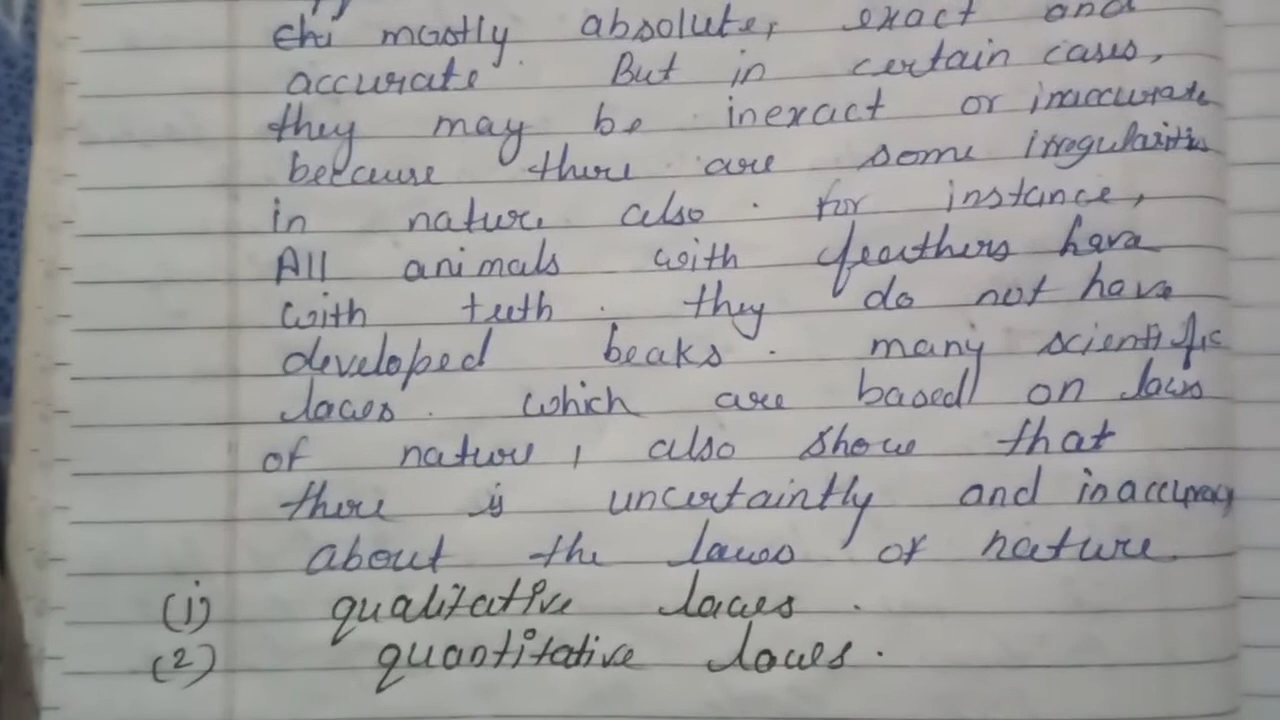 mostly absolute, exact and
accurate. But in certain cases,
they may be inexact or inaccurate
because there are some irregularities
in nature also. for instance,
All animals with feathers have
with teeth. they do not have
developed beaks. many scientific
laws. which are based on laws
of nature, also show that
there is uncertaintly and inaccuracy
about the laws of nature.
(i) qualitative laws.
(2) quantitative laws.